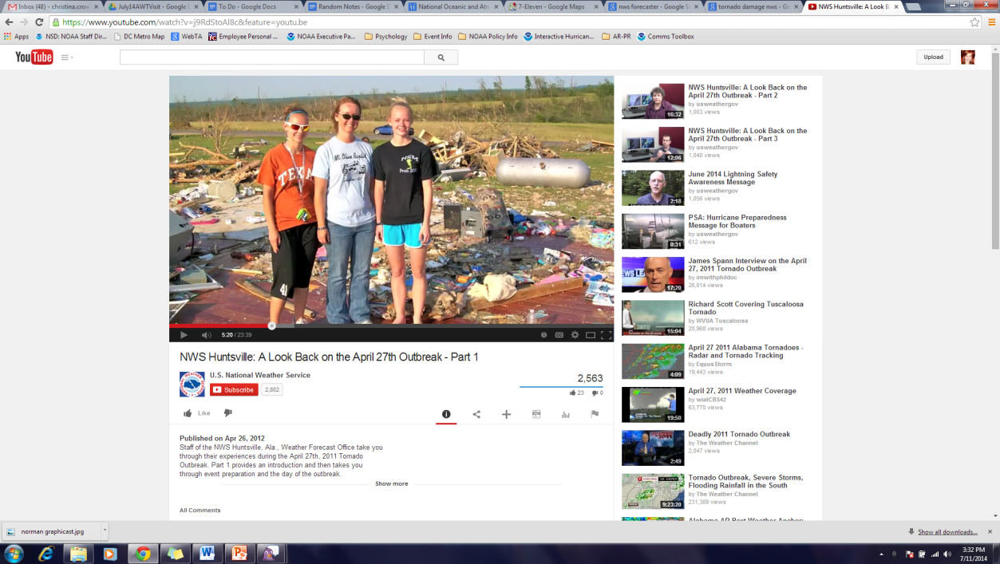 Inbox (48) - christina.crow
July14AWTVisit - Google D
To Do - Google Docs
Random Notes - Google D
National Oceanic and Atm
7-Eleven - Google Maps
nws forecaster - Google Se
tornado damage nws - Go
NWS Huntsville: A Look B
https://www.youtube.com/watch?v=j9RdStoAl8c&feature=youtu.be
Apps
NSD: NOAA Staff Dir...
DC Metro Map
WebTA
Employee Personal ...
NOAA Executive Pa...
Psychology
Event Info
NOAA Policy Info
Interactive Hurrican...
AR-PR
Comms Toolbox
YouTube
Upload
TEXA
Mt. Olive Baptist
41
5:20 / 23:39
NWS Huntsville: A Look Back on the April 27th Outbreak - Part 1
U.S. National Weather Service
Subscribe
2,802
2,563
23
0
Like
Published on Apr 26, 2012
Staff of the NWS Huntsville, Ala., Weather Forecast Office take you
through their experiences during the April 27th, 2011 Tornado
Outbreak. Part 1 provides an introduction and then takes you
through event preparation and the day of the outbreak.
Show more
All Comments
16:32
NWS Huntsville: A Look Back on the
April 27th Outbreak - Part 2
by usweathergov
1,003 views
12:06
NWS Huntsville: A Look Back on the
April 27th Outbreak - Part 3
by usweathergov
1,048 views
2:18
June 2014 Lightning Safety
Awareness Message
by usweathergov
1,056 views
0:31
PSA: Hurricane Preparedness
Message for Boaters
by usweathergov
612 views
17:20
James Spann Interview on the April
27, 2011 Tornado Outbreak
by imwithphildoc
26,014 views
15:04
Richard Scott Covering Tuscaloosa
Tornado
by WVUA Tuscaloosa
20,968 views
4:09
April 27 2011 Alabama Tornadoes -
Radar and Tornado Tracking
by EquusStorm
19,443 views
19:50
April 27, 2011 Weather Coverage
by wiatCBS42
63,770 views
2:49
Deadly 2011 Tornado Outbreak
by The Weather Channel
2,047 views
9:23:20
Tornado Outbreak, Severe Storms,
Flooding Rainfall in the South
by The Weather Channel
231,389 views
norman graphicast.jpg
Show all downloads...
3:32 PM
7/11/2014